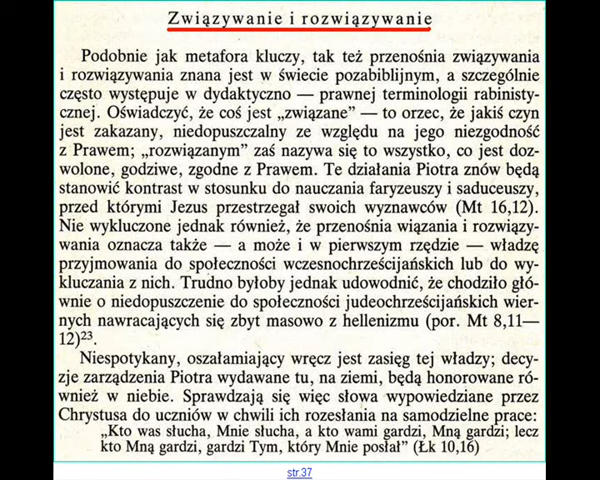 Związywanie i rozwiązywanie
Podobnie jak metafora kluczy, tak też przenośnia związywania
i rozwiązywania znana jest w świecie pozabiblijnym, a szczególnie
często występuje w dydaktyczno — prawnej terminologii rabinisty-
cznej. Oświadczyć, że coś jest „związane” — to orzec, że jakiś czyn
jest zakazany, niedopuszczalny ze względu na jego niezgodność
z Prawem; „rozwiązanym” zaś nazywa się to wszystko, co jest doz-
wolone, godziwe, zgodne z Prawem. Te działania Piotra znów będą
stanowić kontrast w stosunku do nauczania faryzeuszy i saduceuszy,
przed którymi Jezus przestrzegał swoich wyznawców (Mt 16,12).
Nie wykluczone jednak również, że przenośnia wiązania i rozwiązy-
wania oznacza także — a może i w pierwszym rzędzie — władzę
przyjmowania do społeczności wczesnochrześcijańskich lub do wy-
kluczania z nich. Trudno byłoby jednak udowodnić, że chodziło głó-
wnie o niedopuszczenie do społeczności judeochrześcijańskich wier-
nych nawracających się zbyt masowo z hellenizmu (por. Mt 8,11—
12)23.
Niespotykany, oszałamiający wręcz jest zasięg tej władzy; decy-
zje zarządzenia Piotra wydawane tu, na ziemi, będą honorowane ró-
wnież w niebie. Sprawdzają się więc słowa wypowiedziane przez
Chrystusa do uczniów w chwili ich rozesłania na samodzielne prace:
„Kto was słucha, Mnie słucha, a kto wami gardzi, Mną gardzi; lecz
kto Mną gardzi, gardzi Tym, który Mnie posłał” (Łk 10,16)
str.37